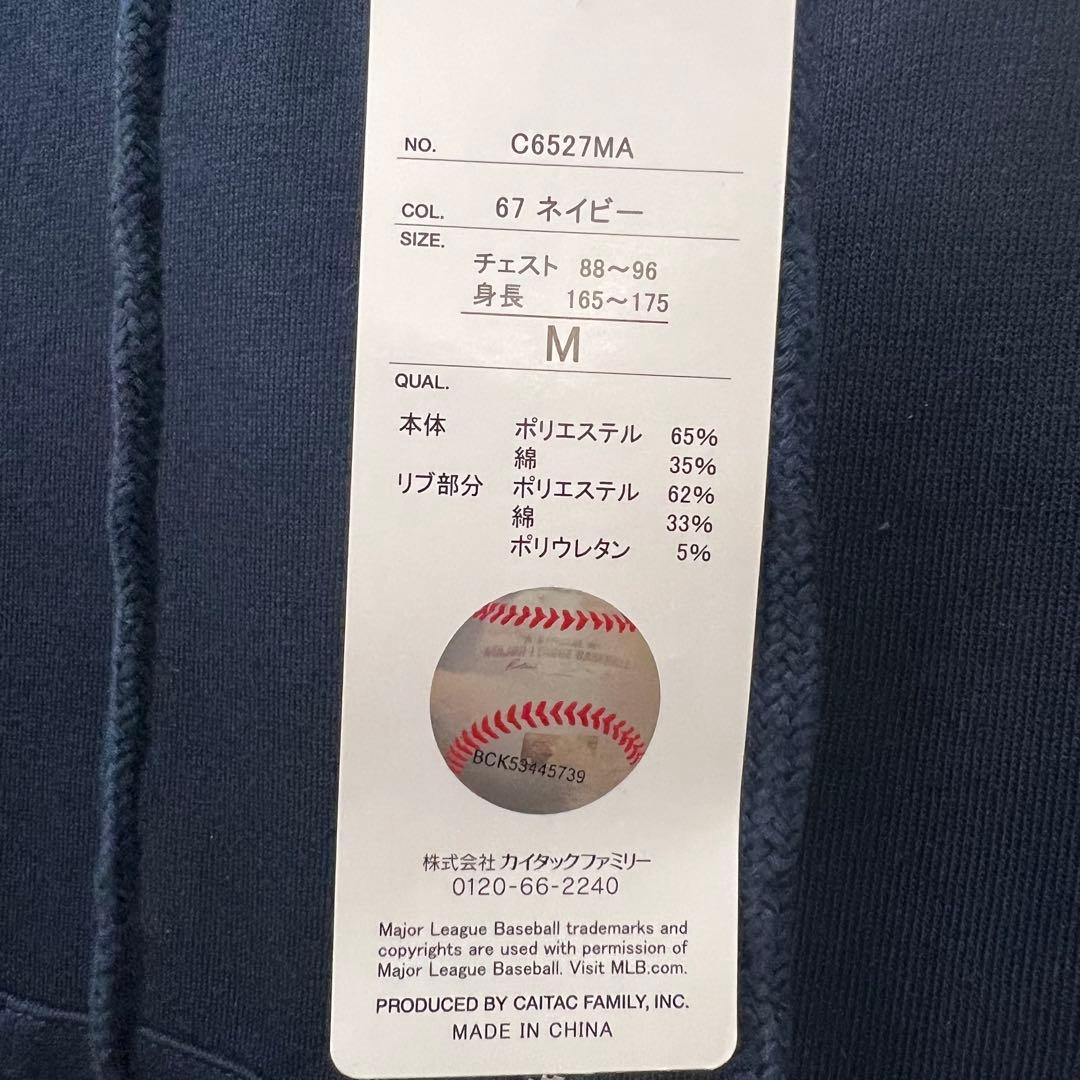 NO. C6527MA
COL. 67 ネイビー
SIZE.
チェスト 88～96
身長 165～175
M
QUAL.
本体 ポリエステル 65%
綿 35%
リブ部分 ポリエステル 62%
綿 33%
ポリウレタン 5%
BCK53445739
株式会社 カイタックファミリー
0120-66-2240
Major League Baseball trademarks and
copyrights are used with permission of
Major League Baseball. Visit MLB.com.
PRODUCED BY CAITAC FAMILY, INC.
MADE IN CHINA